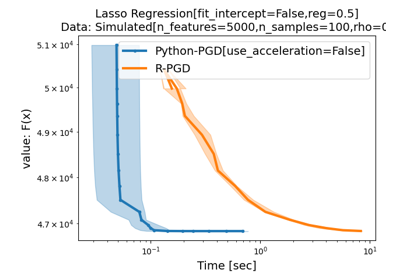 Lasso Regression[fit_intercept=False,reg=0.5]
Data: Simulated[n_features=5000,n_samples=100,rho=0
Python-PGD[use_acceleration=False]
R-PGD
value: F(x)
5.1 × 10⁴
5 × 10⁴
4.9 × 10⁴
4.8 × 10⁴
4.7 × 10⁴
10⁻¹ 10⁰ 10¹
Time [sec]